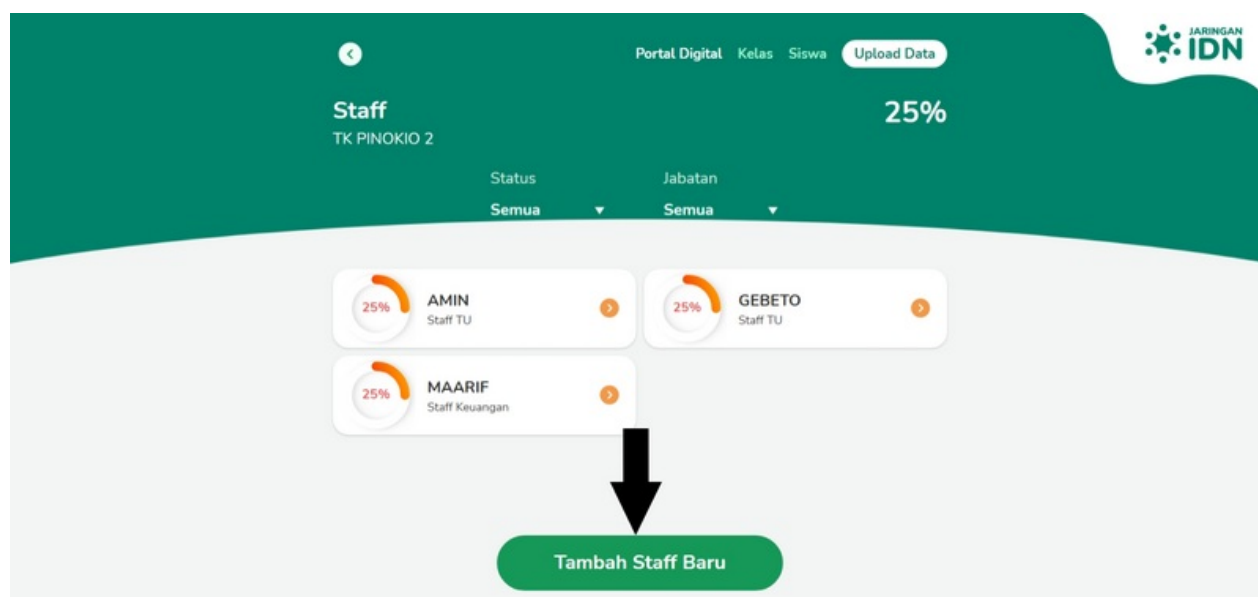 JARINGAN
IDN
Portal Digital Kelas Siswa Upload Data
Staff 25%
TK PINOKIO 2
Status Jabatan
Semua Semua
25% AMIN
Staff TU
25% GEBETO
Staff TU
25% MAARIF
Staff Keuangan
Tambah Staff Baru